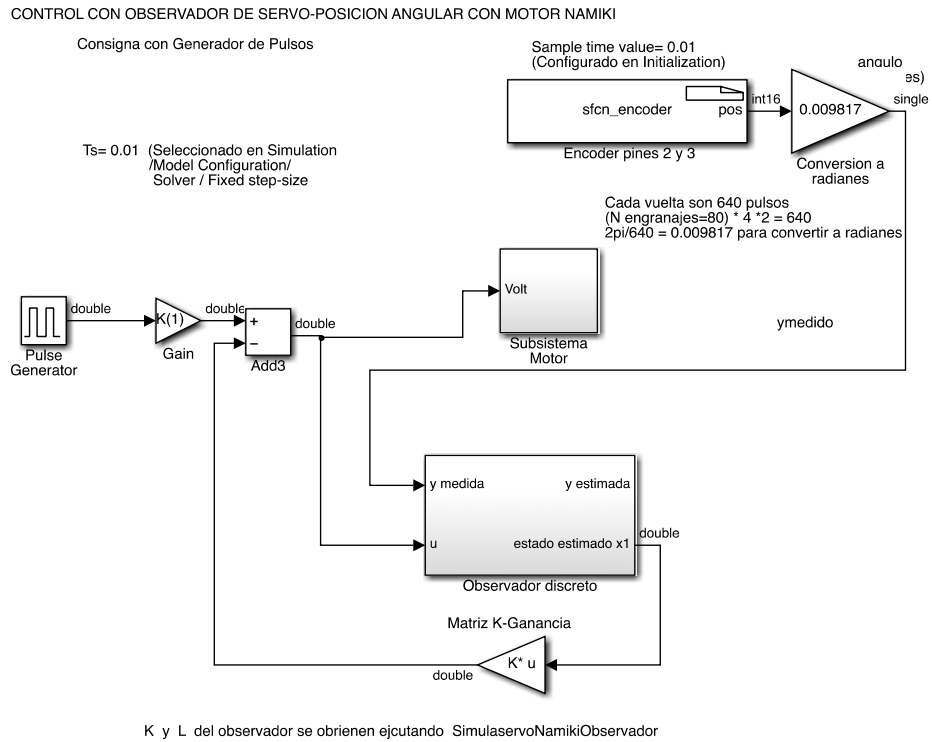 CONTROL CON OBSERVADOR DE SERVO-POSICION ANGULAR CON MOTOR NAMIKI
Consigna con Generador de Pulsos
Sample time value= 0.01
(Configurado en Initialization)
angulo
es)
sfcn_encoder
pos
int16
0.009817
single
Encoder pines 2 y 3
Conversion a
radianes
Ts= 0.01 (Seleccionado en Simulation
/Model Configuration/
Solver / Fixed step-size
Cada vuelta son 640 pulsos
(N engranajes=80) * 4 *2 = 640
2pi/640 = 0.009817 para convertir a radianes
Volt
Subsistema
Motor
ymedido
double
K(1)
double
+
−
double
Pulse
Generator
Gain
Add3
y medida
y estimada
u
estado estimado x1
double
Observador discreto
Matriz K-Ganancia
K* u
double
K y L del observador se obrienen ejcutando SimulaservoNamikiObservador